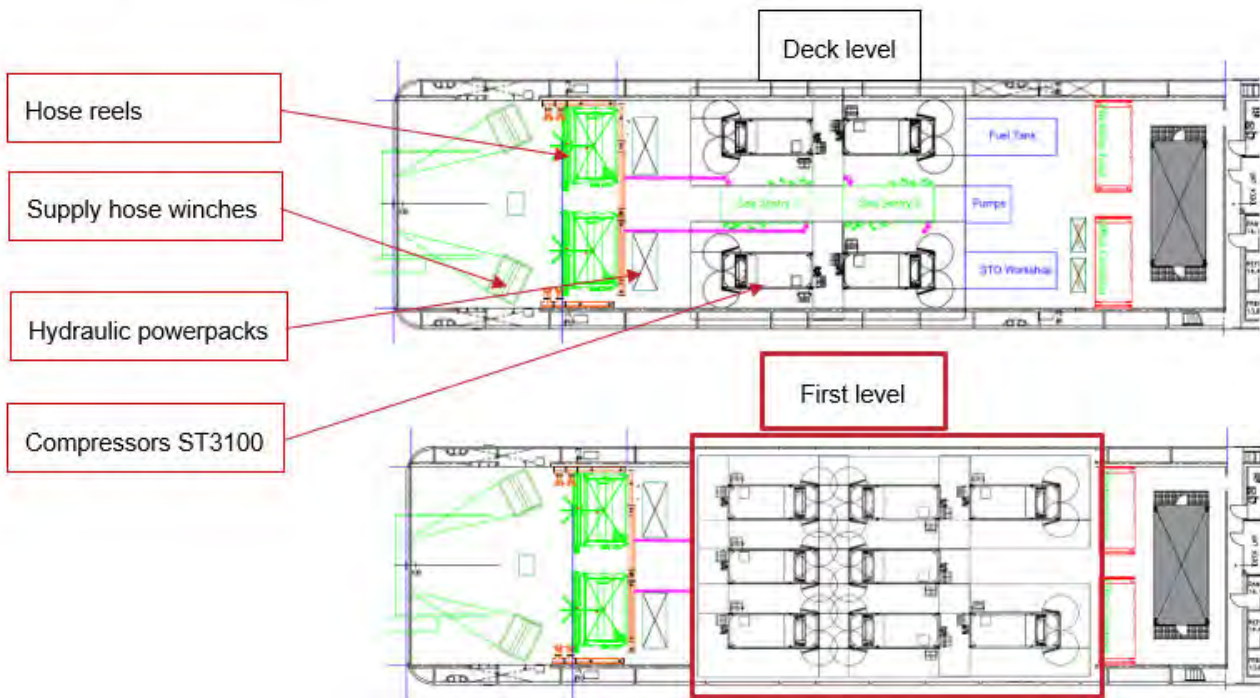 Deck level
Hose reels
Supply hose winches
Hydraulic powerpacks
Compressors ST3100
Fuel Tank
Pumps
STO Workshop
First level